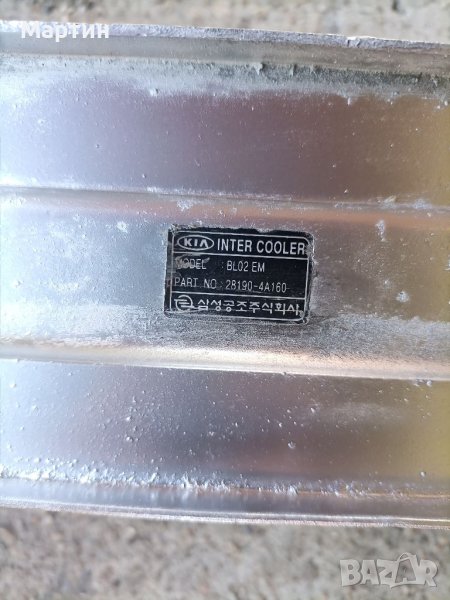 Мартин
KIA INTER COOLER
MODEL : BL02 EM
PART NO : 28190-4A160
삼성공조주식회사
BAZAR